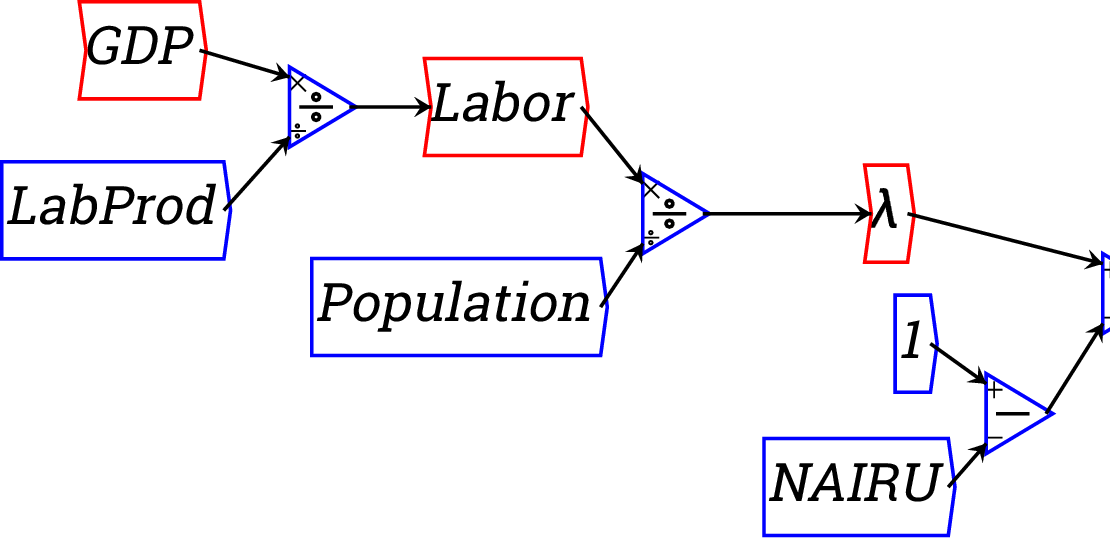 GDP
×
÷
÷
Labor
LabProd
×
÷
÷
λ
Population
+
-
1
+
−
-
NAIRU